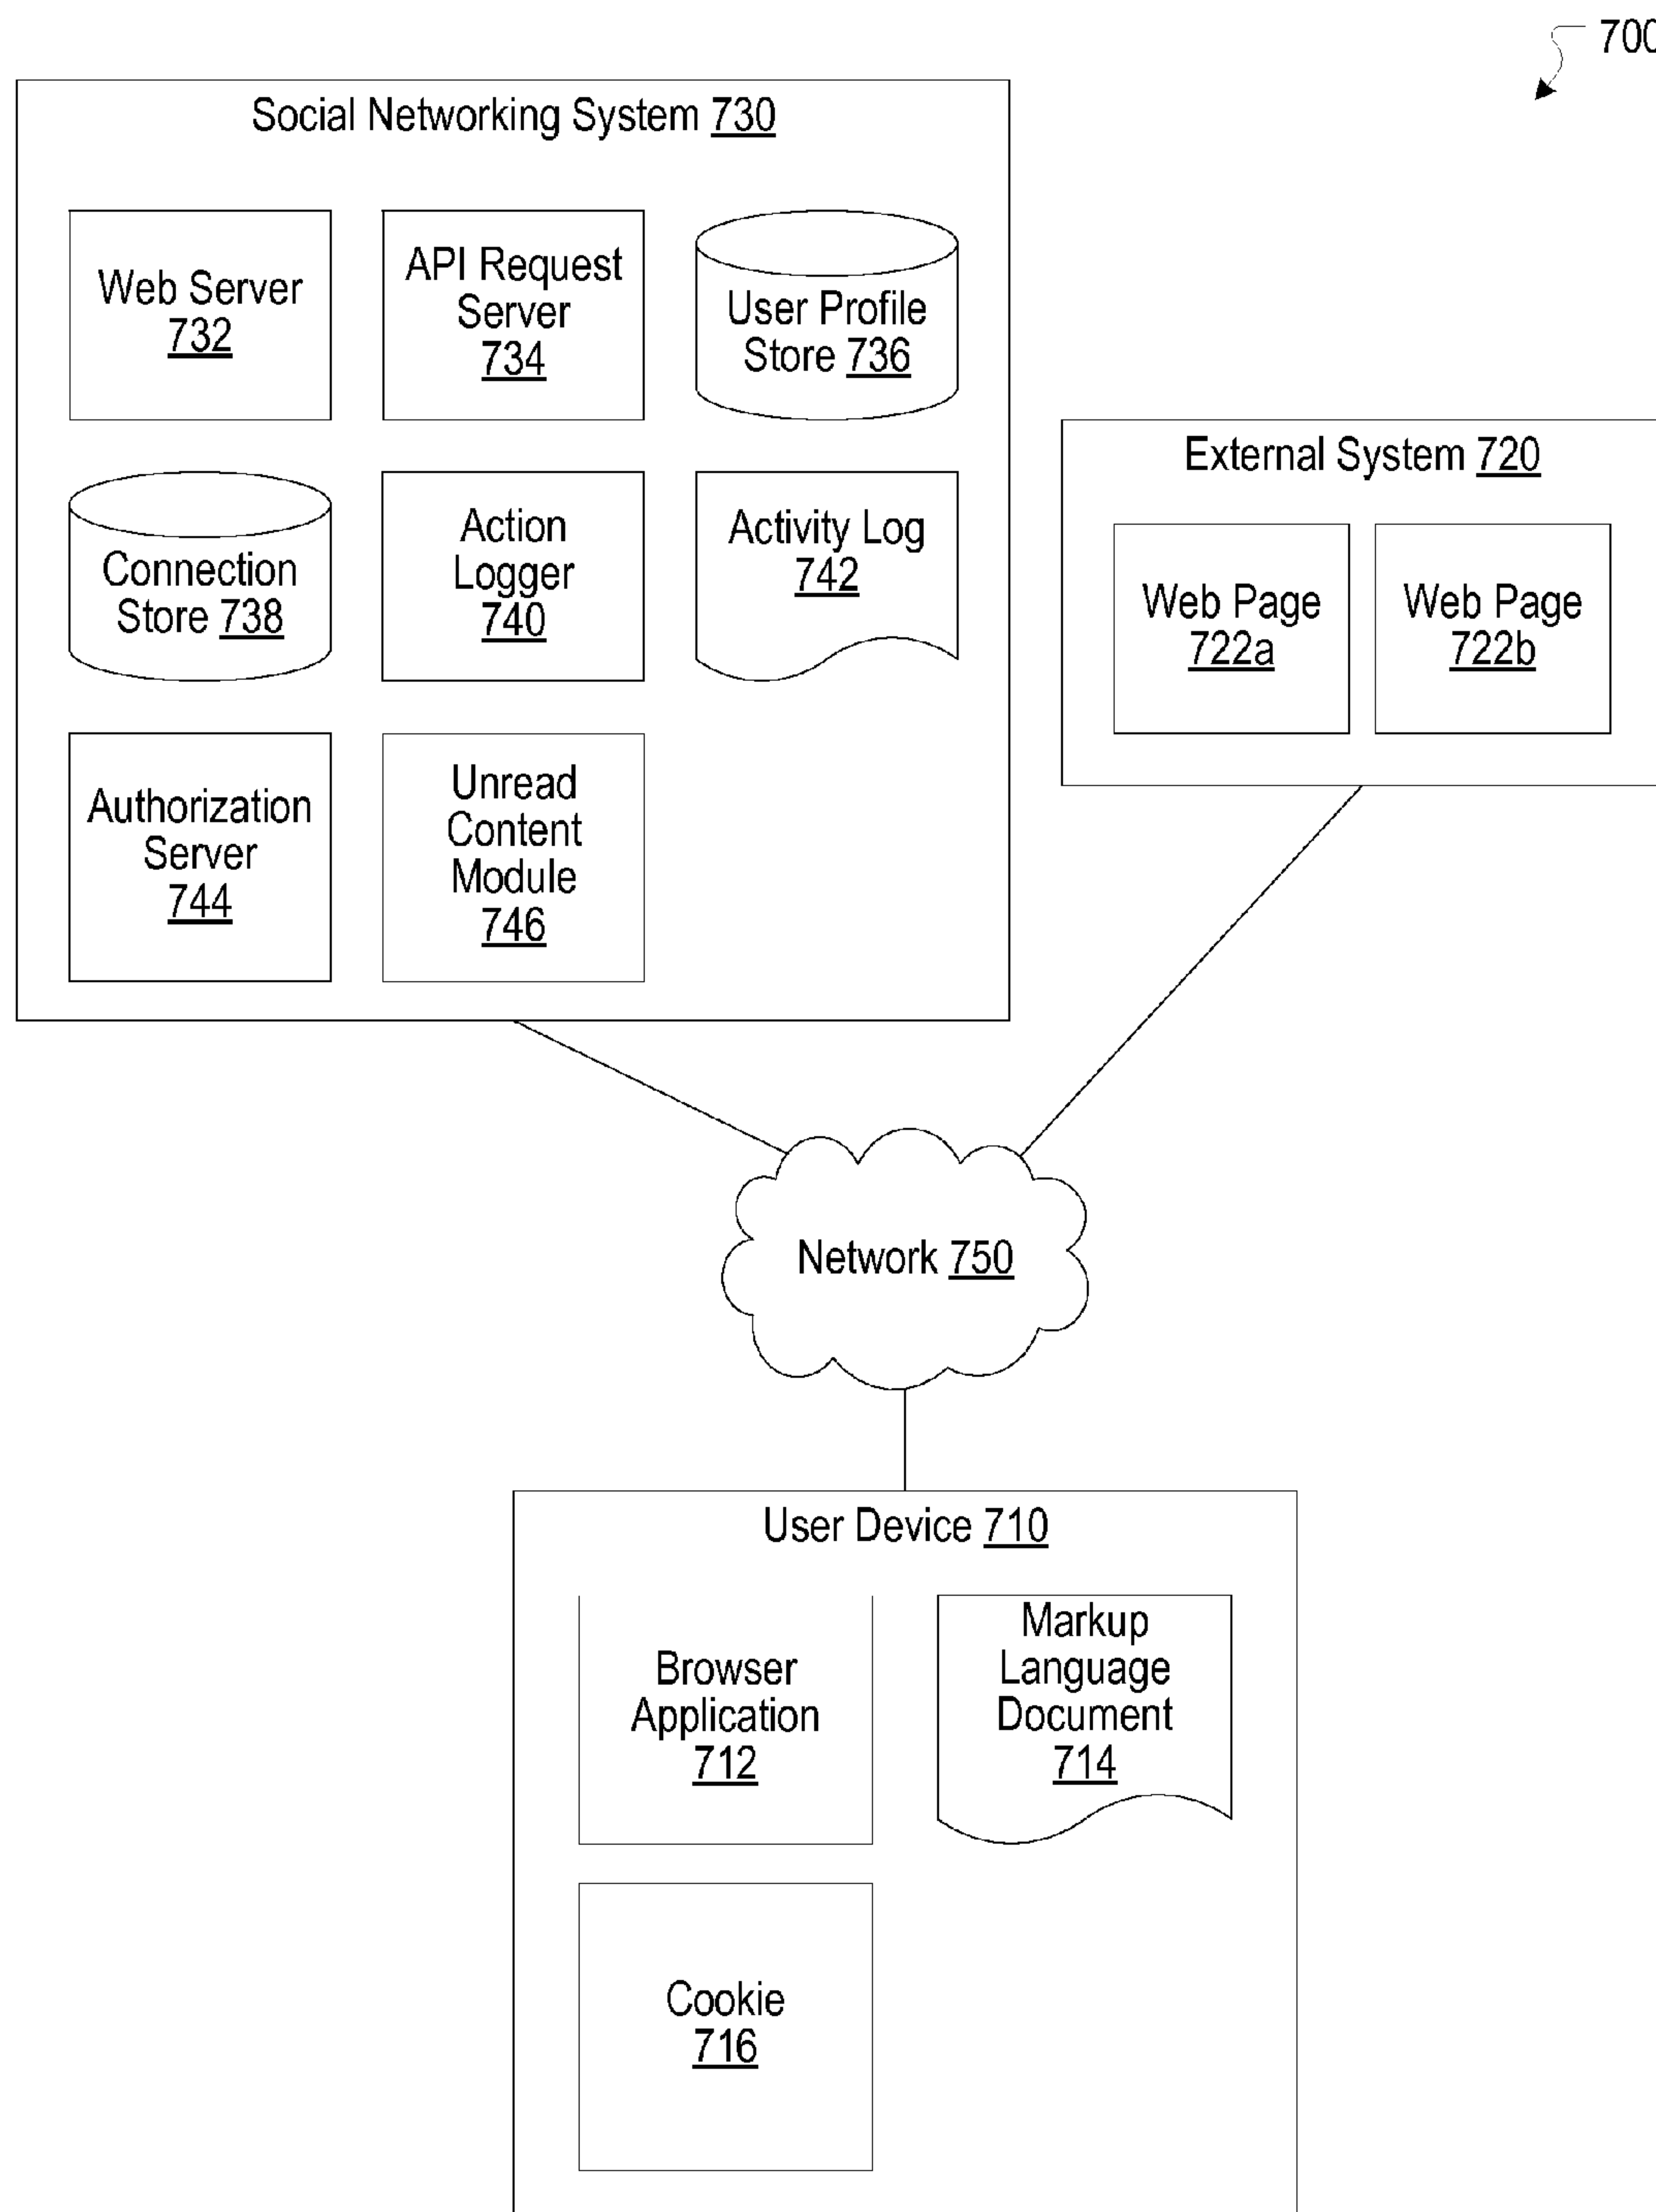 700
Social Networking System 730
Web Server
732
API Request
Server
734
User Profile
Store 736
Connection
Store 738
Action
Logger
740
Activity Log
742
Authorization
Server
744
Unread
Content
Module
746
External System 720
Web Page
722a
Web Page
722b
Network 750
User Device 710
Browser
Application
712
Markup
Language
Document
714
Cookie
716